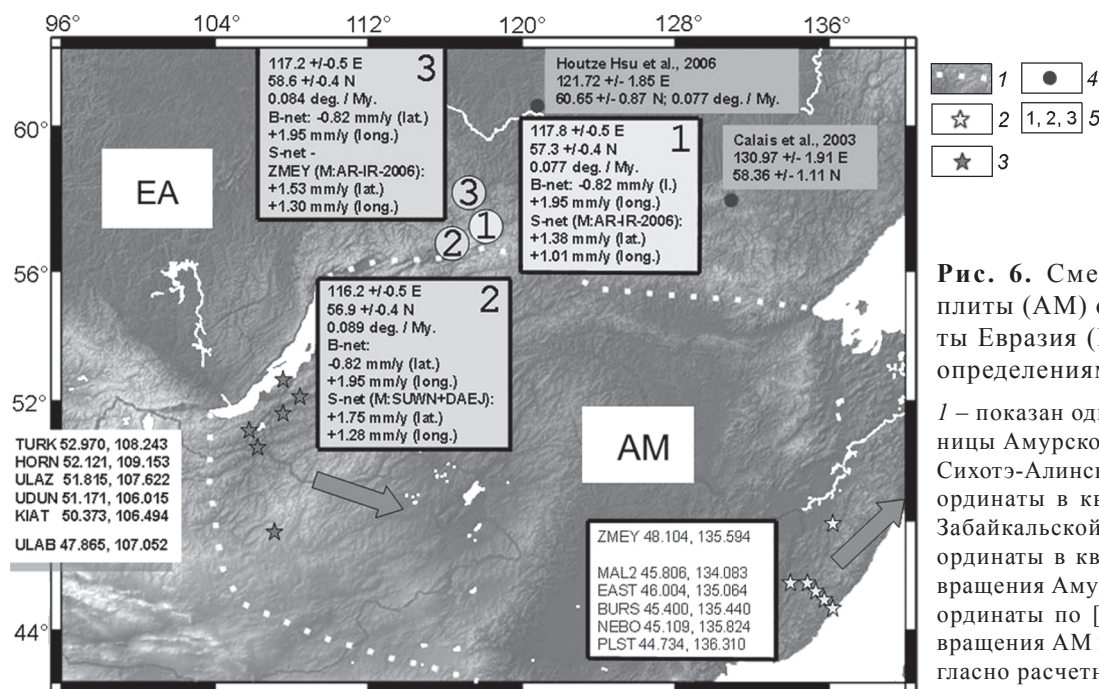 96° 104° 112° 120° 128° 136°
60°
56°
52°
44°
117.2 +/-0.5 E 3
58.6 +/-0.4 N
0.084 deg. / My.
B-net: -0.82 mm/y (lat.)
+1.95 mm/y (long.)
S-net -
ZMEY (M:AR-IR-2006):
+1.53 mm/y (lat.)
+1.30 mm/y (long.)
Houtze Hsu et al., 2006
121.72 +/- 1.85 E
60.65 +/- 0.87 N; 0.077 deg. / My.
117.8 +/-0.5 E 1
57.3 +/-0.4 N
0.077 deg. / My.
B-net: -0.82 mm/y (l.)
+1.95 mm/y (long.)
S-net (M:AR-IR-2006):
+1.38 mm/y (lat.)
+1.01 mm/y (long.)
Calais et al., 2003
130.97 +/- 1.91 E
58.36 +/- 1.11 N
EA
3
1
2
116.2 +/-0.5 E 2
56.9 +/-0.4 N
0.089 deg. / My.
B-net:
-0.82 mm/y (lat.)
+1.95 mm/y (long.)
S-net (M:SUWN+DAEJ):
+1.75 mm/y (lat.)
+1.28 mm/y (long.)
AM
TURK 52.970, 108.243
HORN 52.121, 109.153
ULAZ 51.815, 107.622
UDUN 51.171, 106.015
KIAT 50.373, 106.494
ULAB 47.865, 107.052
ZMEY 48.104, 135.594
MAL2 45.806, 134.083
EAST 46.004, 135.064
BURS 45.400, 135.440
NEBO 45.109, 135.824
PLST 44.734, 136.310
1 4
2 1, 2, 3 5
3
Рис. 6. Сме
плиты (АМ) о
ты Евразия (
определениям
1 – показан одн
ницы Амурско
Сихотэ-Алинс
ординаты в кв
Забайкальской
ординаты в кв
вращения Аму
ординаты по [
вращения АМ
гласно расчетн